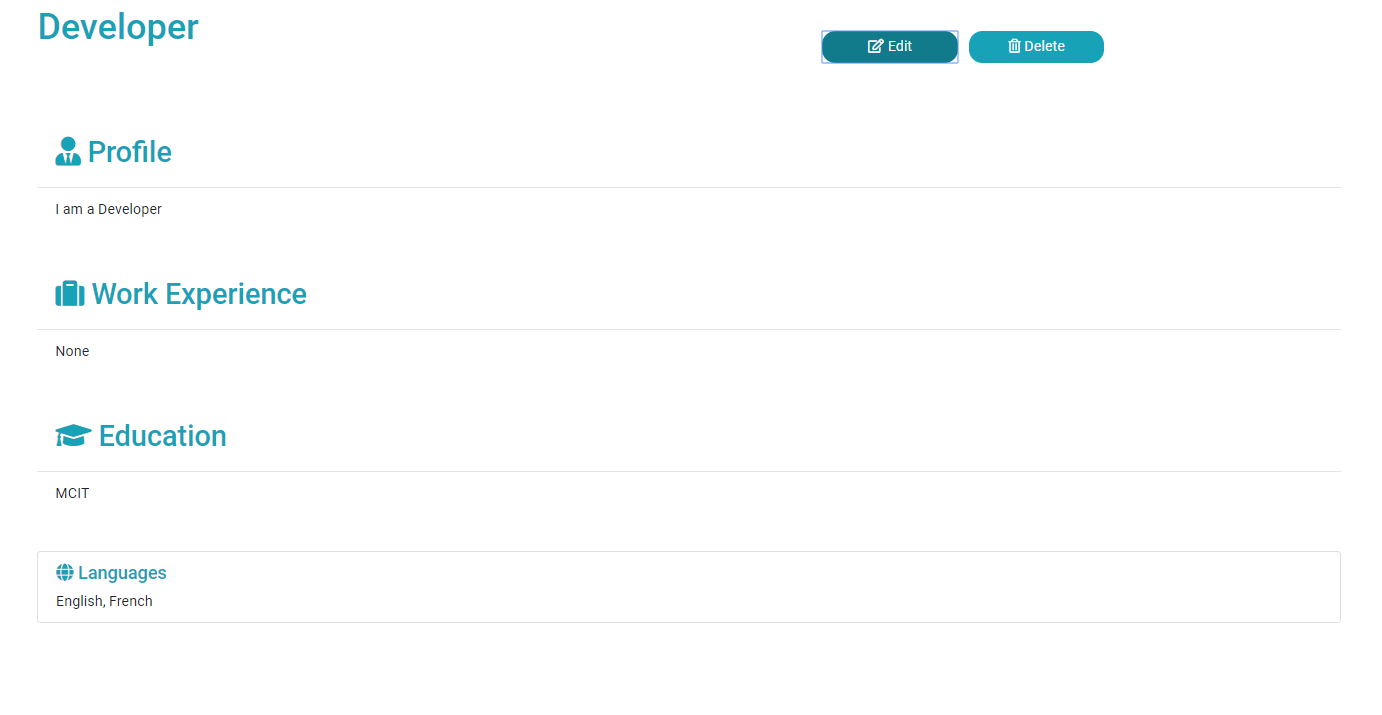 Developer
Edit
Delete
Profile
I am a Developer
Work Experience
None
Education
MCIT
Languages
English, French